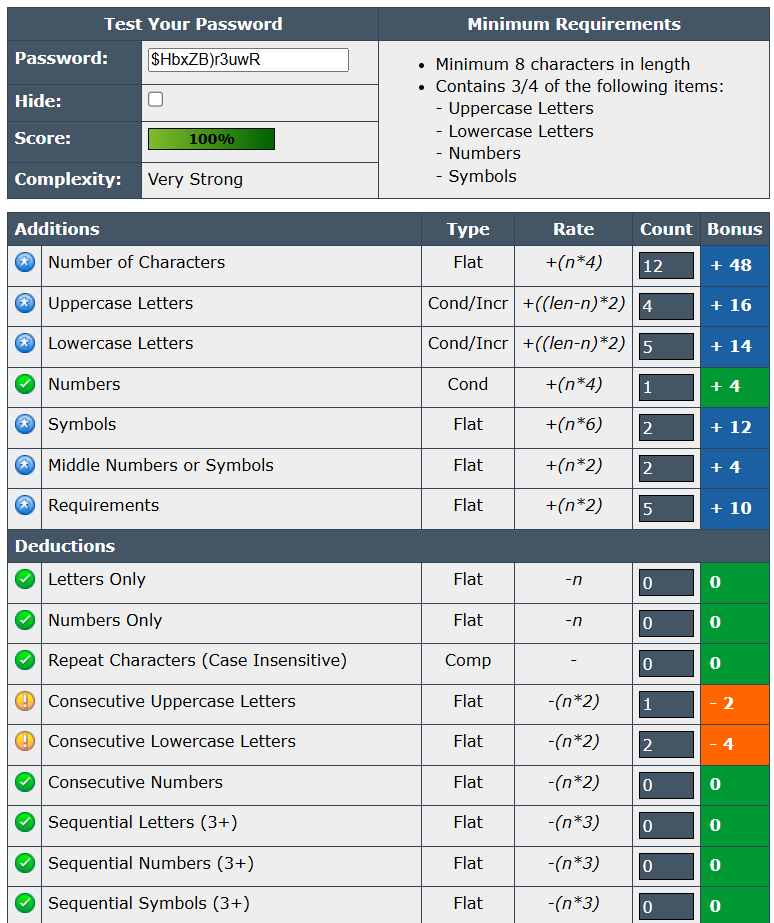 Test Your Password Minimum Requirements
Password: $HbxZB)r3uwR
• Minimum 8 characters in length
• Contains 3/4 of the following items:
- Uppercase Letters
- Lowercase Letters
- Numbers
- Symbols
Hide:
Score: 100%
Complexity: Very Strong
Additions Type Rate Count Bonus
Number of Characters Flat +(n*4) 12 + 48
Uppercase Letters Cond/Incr +((len-n)*2) 4 + 16
Lowercase Letters Cond/Incr +((len-n)*2) 5 + 14
Numbers Cond +(n*4) 1 + 4
Symbols Flat +(n*6) 2 + 12
Middle Numbers or Symbols Flat +(n*2) 2 + 4
Requirements Flat +(n*2) 5 + 10
Deductions
Letters Only Flat -n 0 0
Numbers Only Flat -n 0 0
Repeat Characters (Case Insensitive) Comp - 0 0
Consecutive Uppercase Letters Flat -(n*2) 1 - 2
Consecutive Lowercase Letters Flat -(n*2) 2 - 4
Consecutive Numbers Flat -(n*2) 0 0
Sequential Letters (3+) Flat -(n*3) 0 0
Sequential Numbers (3+) Flat -(n*3) 0 0
Sequential Symbols (3+) Flat -(n*3) 0 0